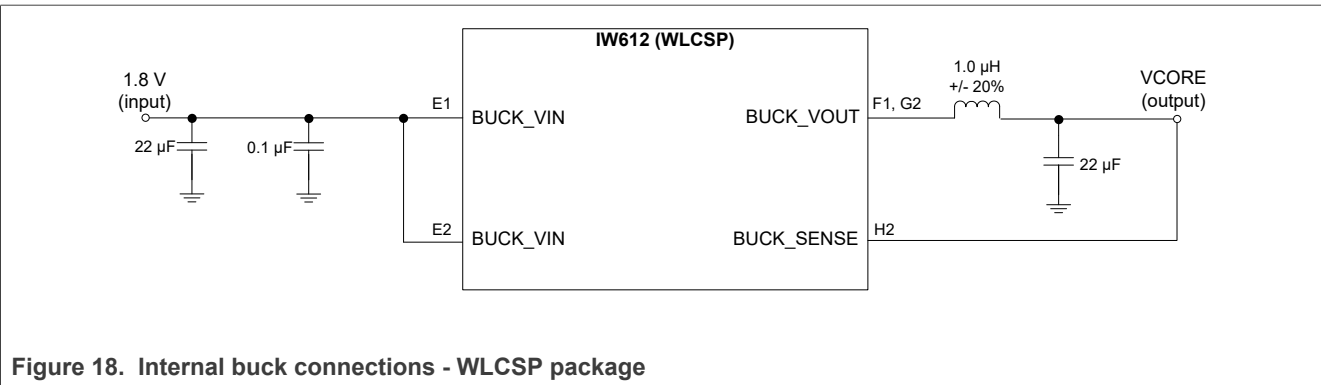 IW612 (WLCSP)
1.8 V
(input)
E1
BUCK_VIN
22 µF
0.1 µF
E2
BUCK_VIN
BUCK_VOUT
F1, G2
1.0 µH
+/- 20%
VCORE
(output)
22 µF
BUCK_SENSE
H2
Figure 18. Internal buck connections - WLCSP package